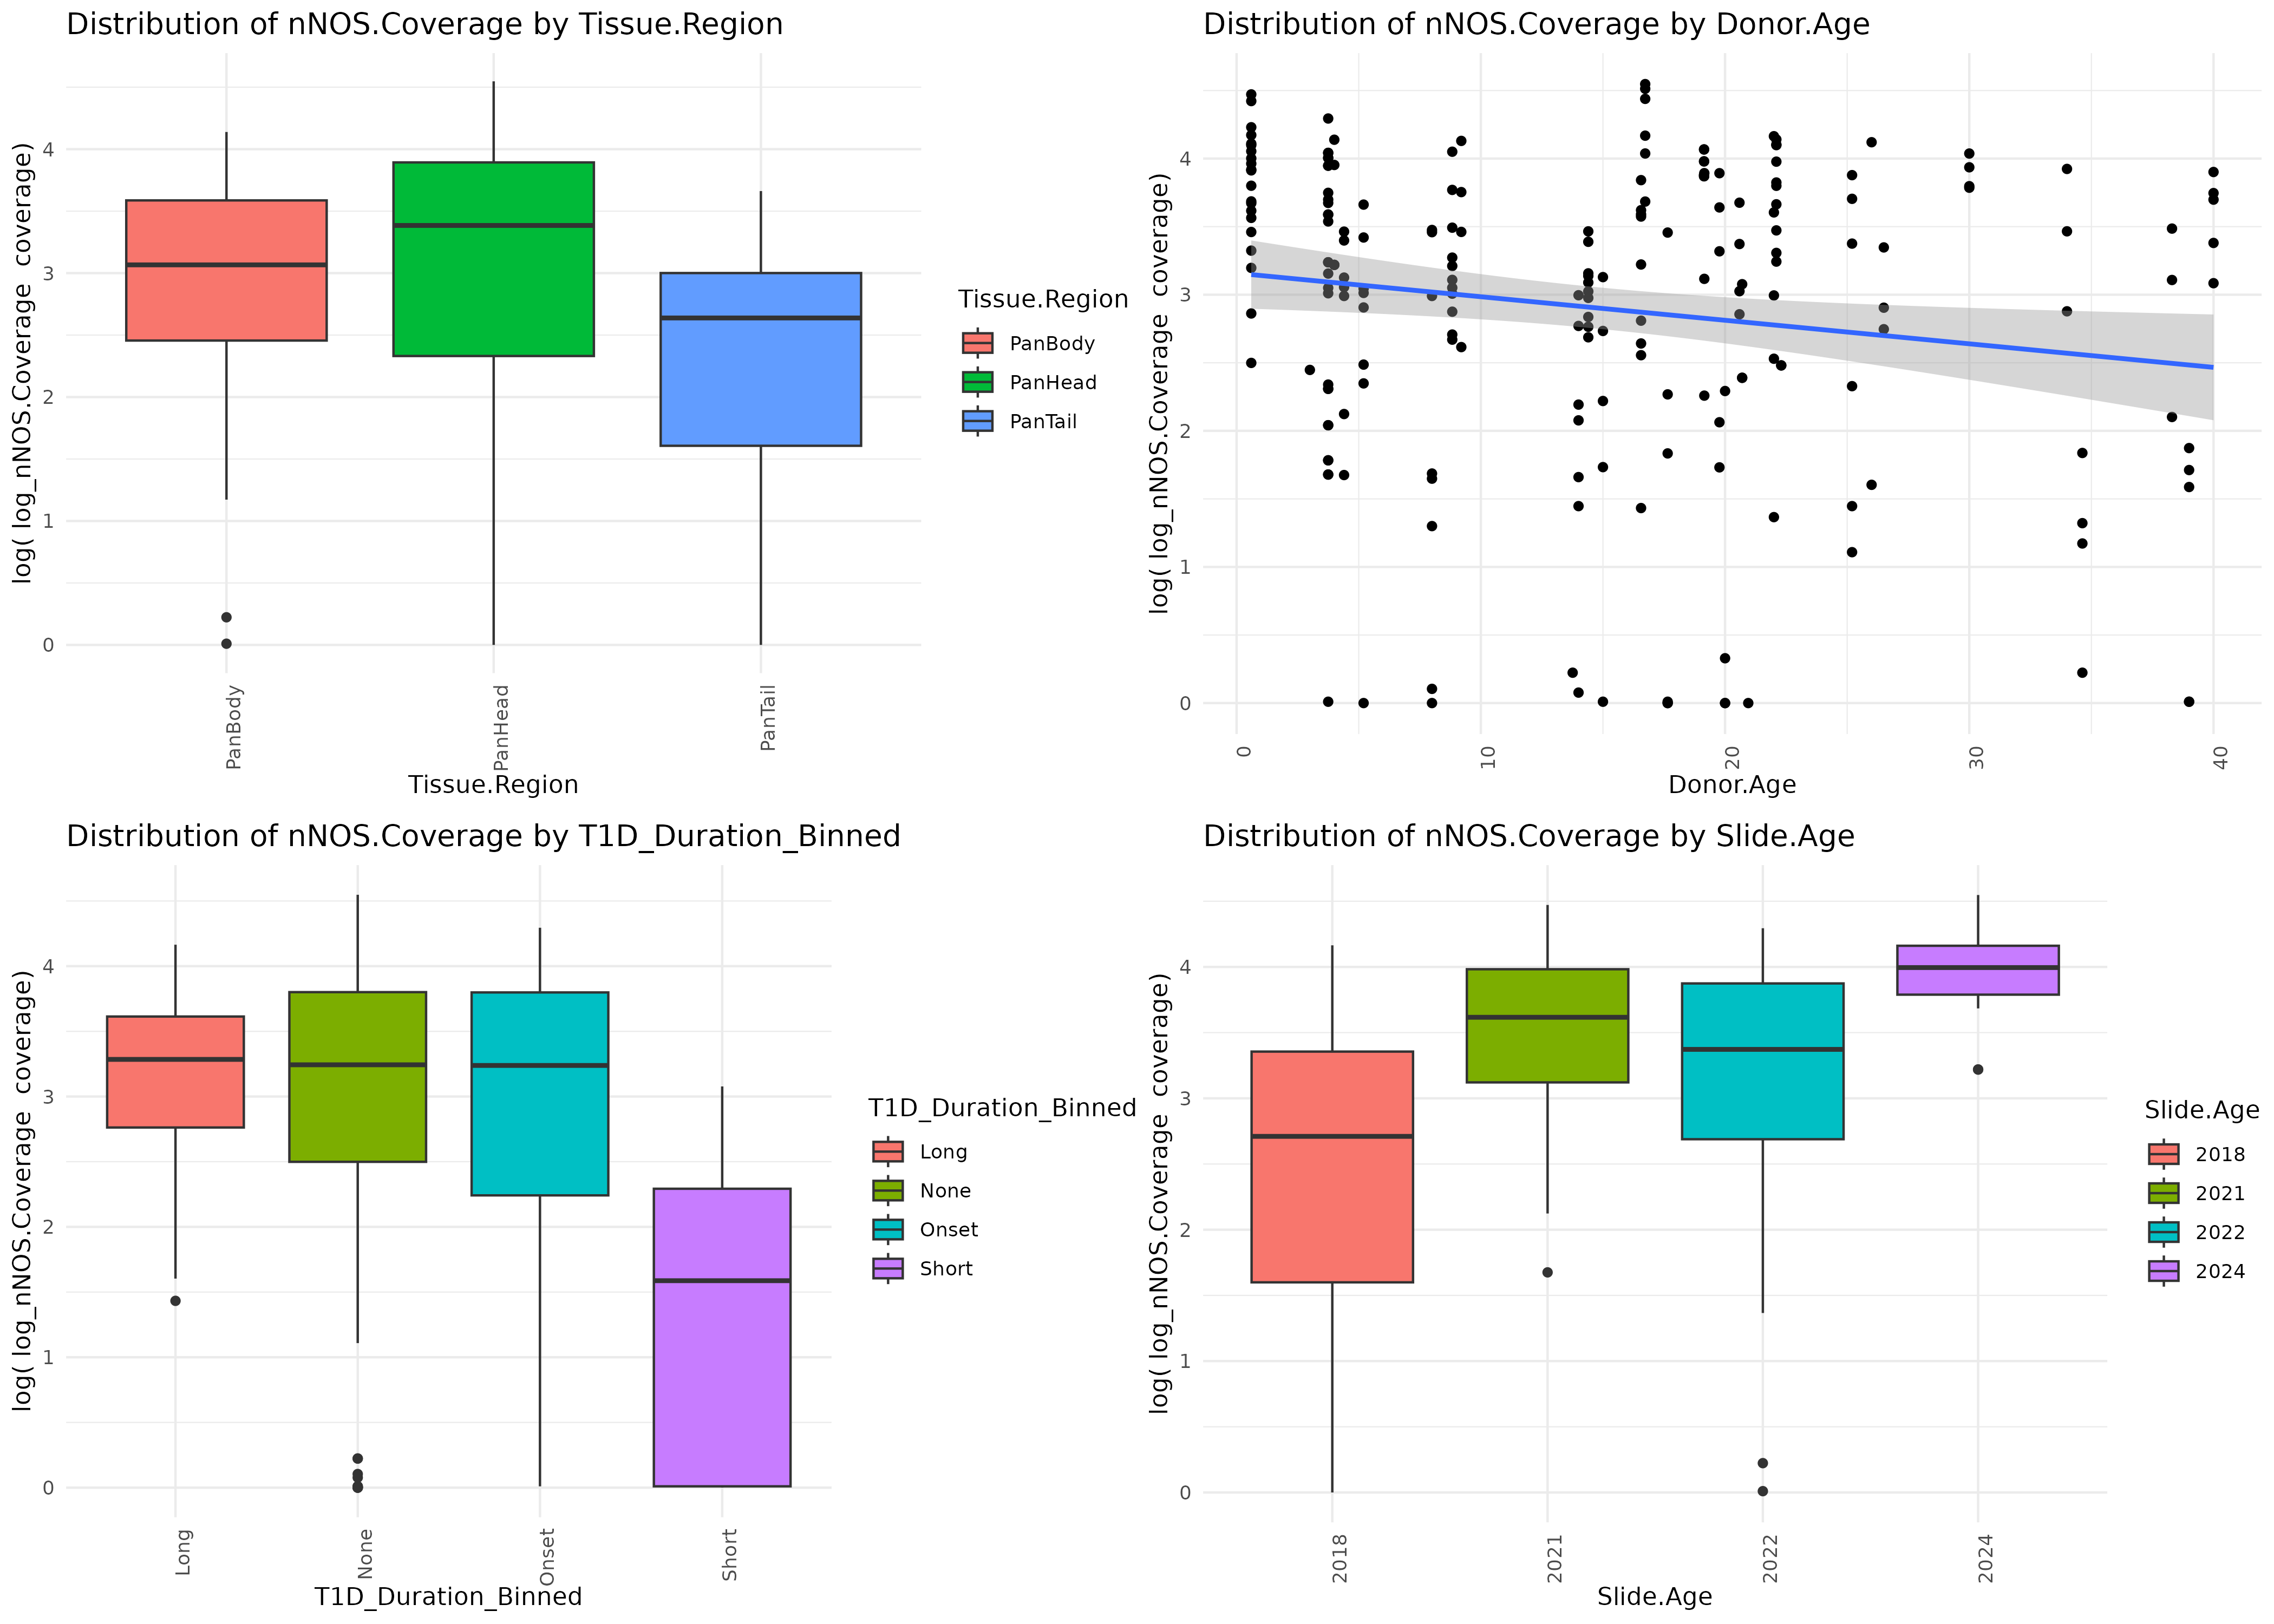 Distribution of nNOS.Coverage by Tissue.Region
log( log_nNOS.Coverage  coverage)
4
3
2
1
0
PanBody
PanHead
PanTail
Tissue.Region
Tissue.Region
PanBody
PanHead
PanTail
Distribution of nNOS.Coverage by Donor.Age
log( log_nNOS.Coverage  coverage)
4
3
2
1
0
0
10
20
30
40
Donor.Age
Distribution of nNOS.Coverage by T1D_Duration_Binned
log( log_nNOS.Coverage  coverage)
4
3
2
1
0
Long
None
Onset
Short
T1D_Duration_Binned
T1D_Duration_Binned
Long
None
Onset
Short
Distribution of nNOS.Coverage by Slide.Age
log( log_nNOS.Coverage  coverage)
4
3
2
1
0
2018
2021
2022
2024
Slide.Age
Slide.Age
2018
2021
2022
2024